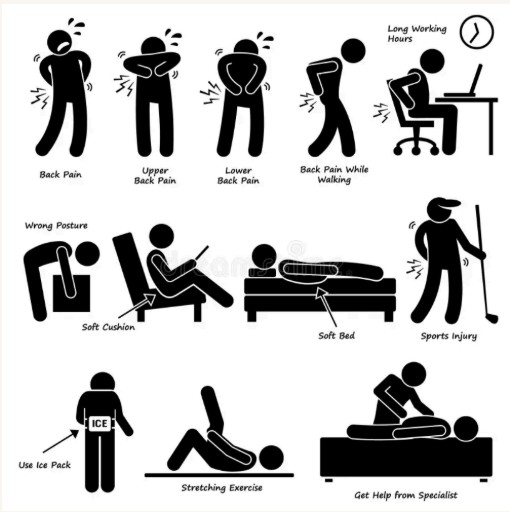 Long Working
Hours
Back Pain
Upper
Back Pain
Lower
Back Pain
Back Pain While
Walking
Wrong Posture
Soft Cushion
dreamstime
Soft Bed
Sports Injury
ICE
Use Ice Pack
Stretching Exercise
Get Help from Specialist